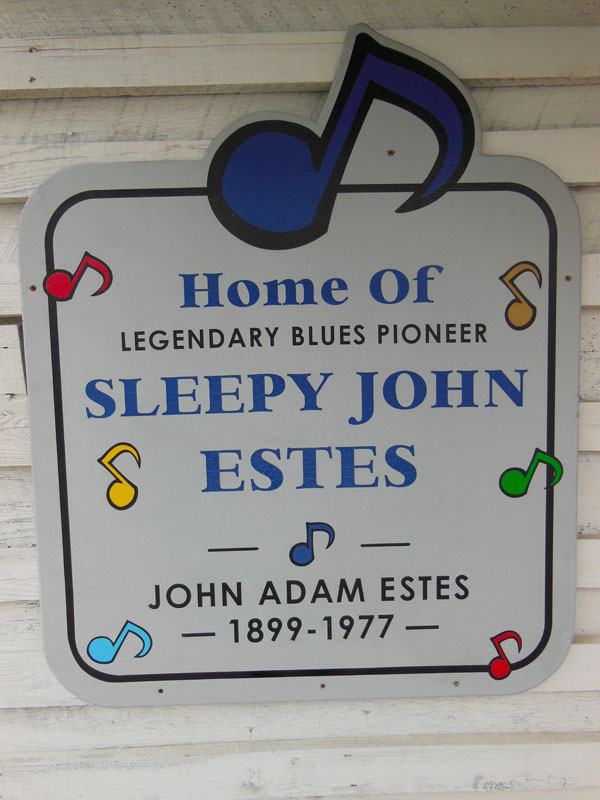 Home Of
LEGENDARY BLUES PIONEER
SLEEPY JOHN
ESTES
JOHN ADAM ESTES
— 1899-1977 —